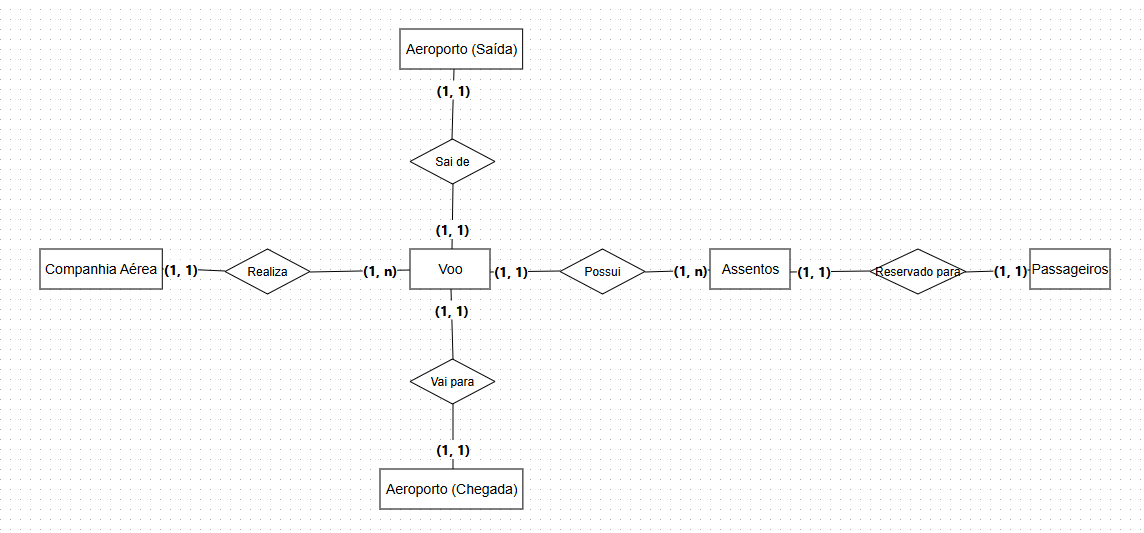 Aeroporto (Saída)
(1, 1)
Sai de
(1, 1)
Companhia Aérea (1, 1) Realiza (1, n) Voo (1, 1) Possui (1, n) Assentos (1, 1) Reservado para (1, 1) Passageiros
(1, 1)
Vai para
(1, 1)
Aeroporto (Chegada)